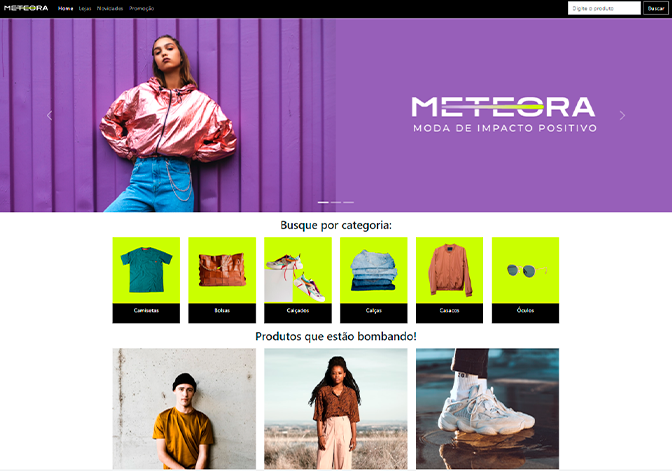 METEORA Home Lojas Novidades Promoção Digite o produto Buscar
METEORA
MODA DE IMPACTO POSITIVO
Busque por categoria:
Camisetas Bolsas Calçados Calças Casacos Óculos
Produtos que estão bombando!